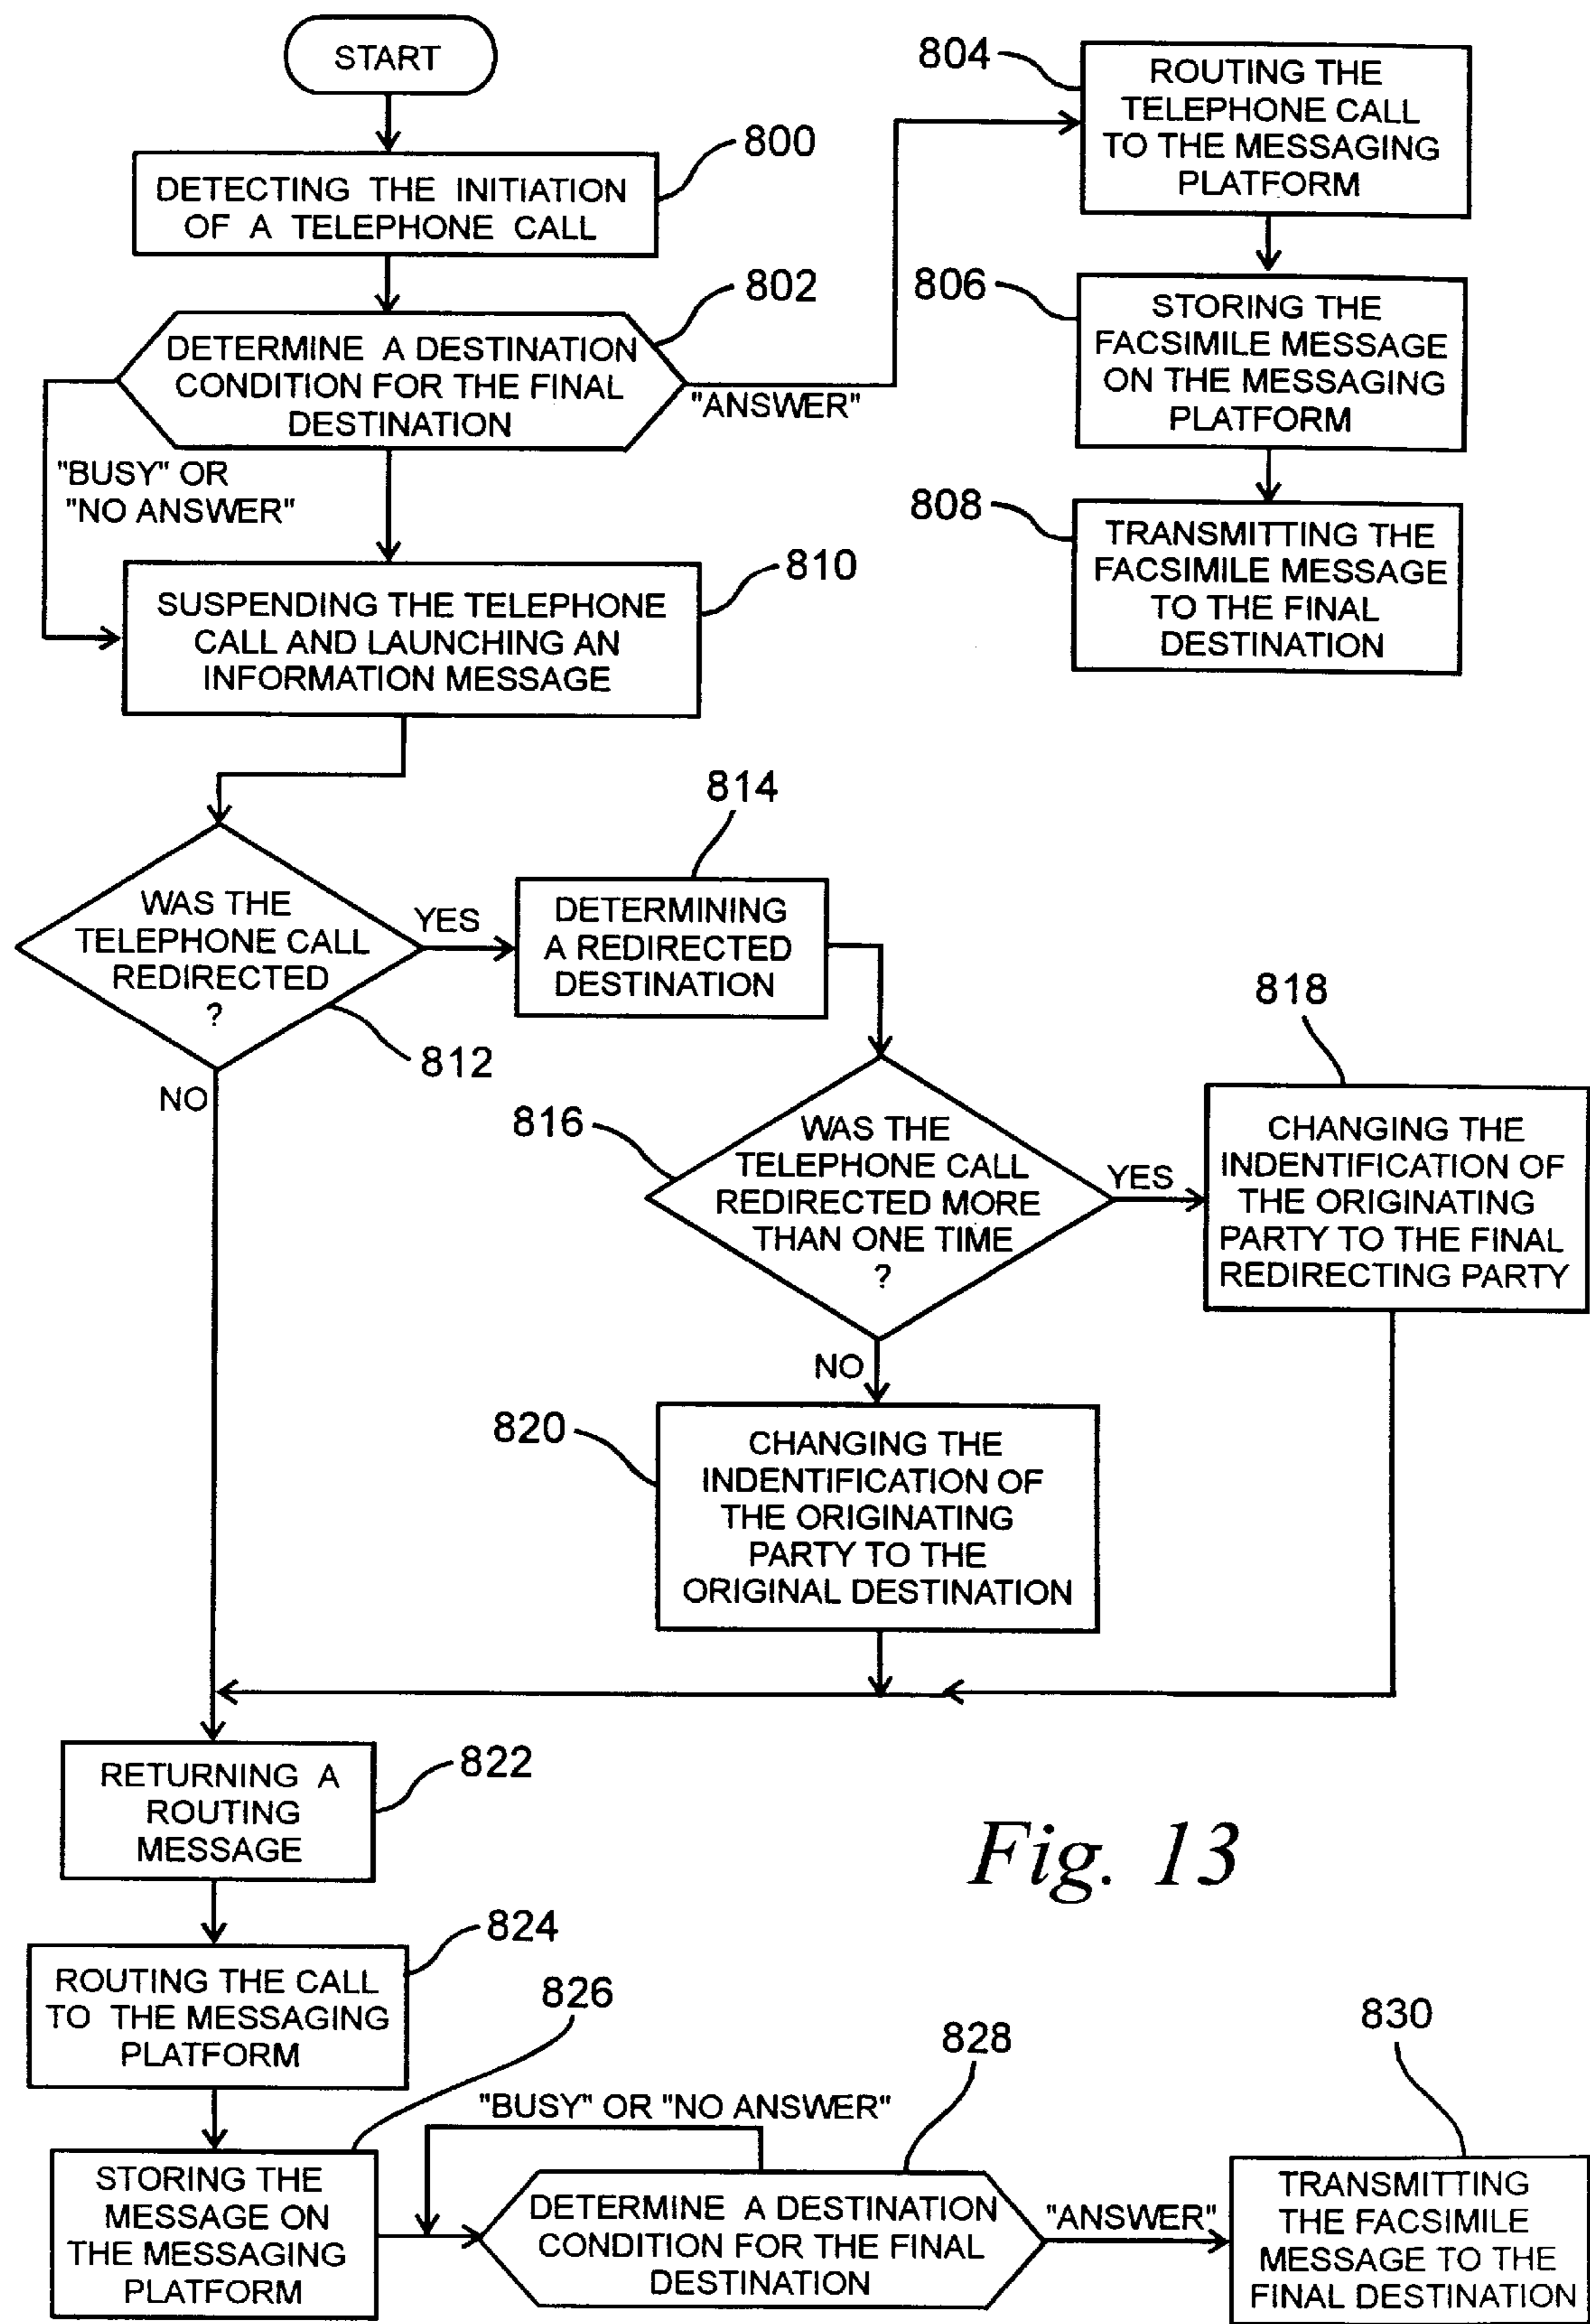 START
800
DETECTING THE INITIATION
OF A TELEPHONE CALL
802
DETERMINE A DESTINATION
CONDITION FOR THE FINAL
DESTINATION
"ANSWER"
"BUSY" OR
"NO ANSWER"
804
ROUTING THE
TELEPHONE CALL
TO THE MESSAGING
PLATFORM
806
STORING THE
FACSIMILE MESSAGE
ON THE MESSAGING
PLATFORM
808
TRANSMITTING THE
FACSIMILE MESSAGE
TO THE FINAL
DESTINATION
810
SUSPENDING THE TELEPHONE
CALL AND LAUNCHING AN
INFORMATION MESSAGE
WAS THE
TELEPHONE CALL
REDIRECTED
?
812
YES
NO
814
DETERMINING
A REDIRECTED
DESTINATION
816
WAS THE
TELEPHONE CALL
REDIRECTED MORE
THAN ONE TIME
?
YES
NO
818
CHANGING THE
INDENTIFICATION OF
THE ORIGINATING
PARTY TO THE FINAL
REDIRECTING PARTY
820
CHANGING THE
INDENTIFICATION OF
THE ORIGINATING
PARTY TO THE
ORIGINAL DESTINATION
822
RETURNING A
ROUTING
MESSAGE
Fig. 13
824
ROUTING THE CALL
TO THE MESSAGING
PLATFORM
826
STORING THE
MESSAGE ON
THE MESSAGING
PLATFORM
"BUSY" OR "NO ANSWER"
828
DETERMINE A DESTINATION
CONDITION FOR THE FINAL
DESTINATION
"ANSWER"
830
TRANSMITTING
THE FACSIMILE
MESSAGE TO THE
FINAL DESTINATION